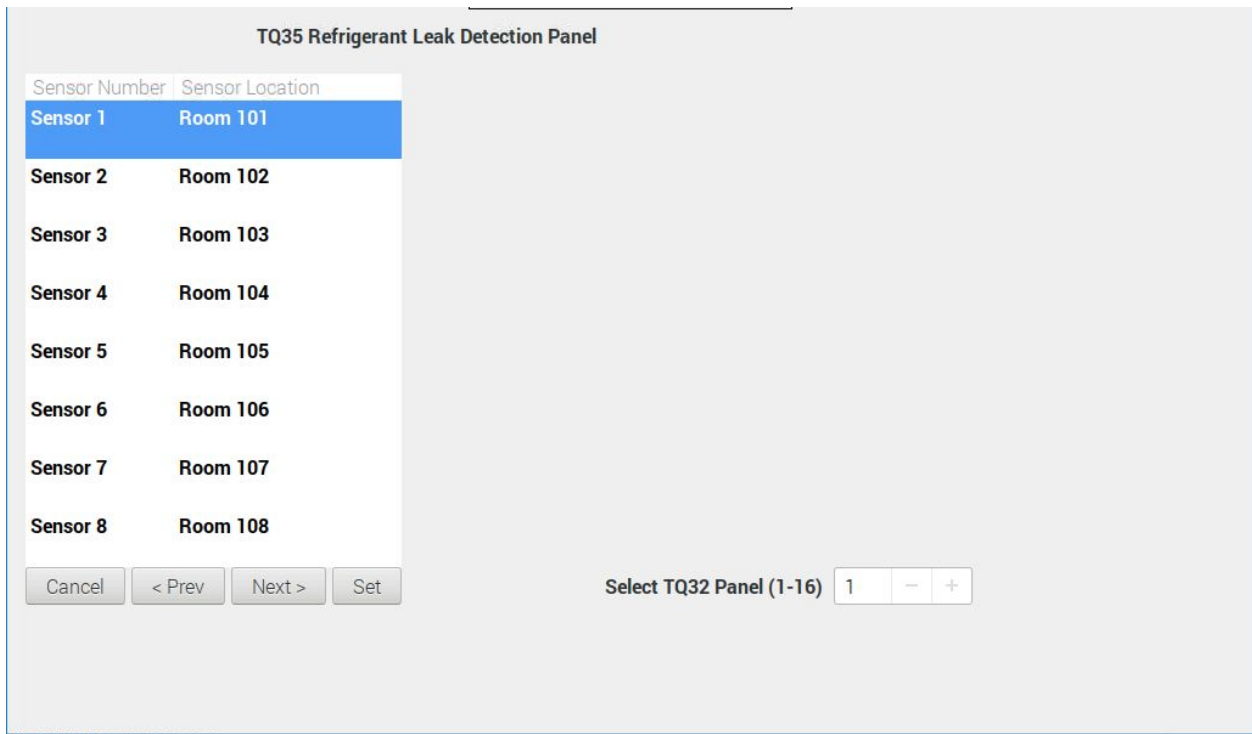 TQ35 Refrigerant Leak Detection Panel
Sensor Number Sensor Location
Sensor 1 Room 101
Sensor 2 Room 102
Sensor 3 Room 103
Sensor 4 Room 104
Sensor 5 Room 105
Sensor 6 Room 106
Sensor 7 Room 107
Sensor 8 Room 108
Cancel < Prev Next > Set Select TQ32 Panel (1-16) 1 − +